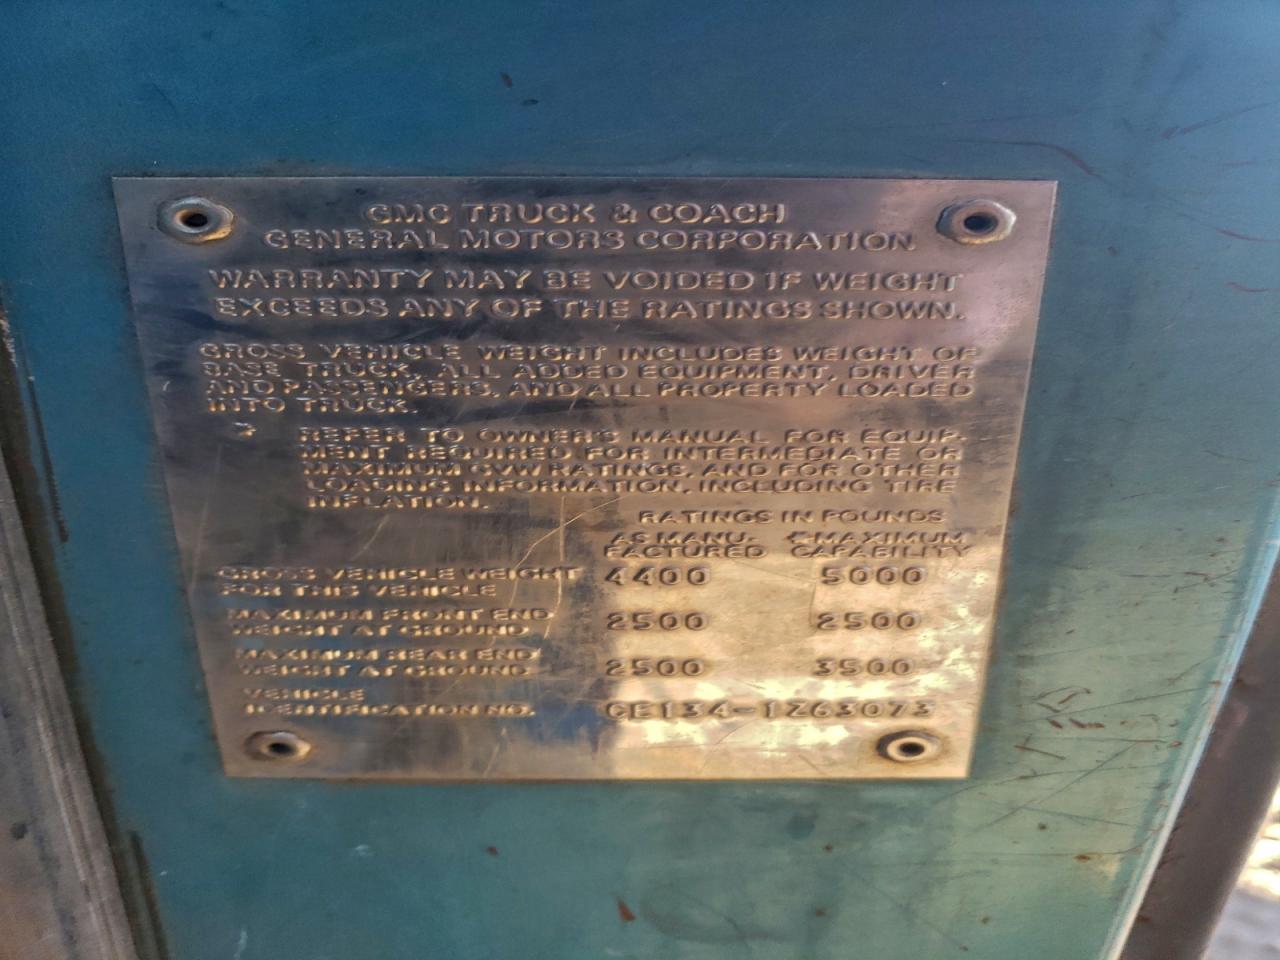 GMC TRUCK & COACH
GENERAL MOTORS CORPORATION
WARRANTY MAY BE VOIDED IF WEIGHT
EXCEEDS ANY OF THE RATINGS SHOWN.
GROSS VEHICLE WEIGHT INCLUDES WEIGHT OF
BASE TRUCK, ALL ADDED EQUIPMENT, DRIVER
AND PASSENGERS, AND ALL PROPERTY LOADED
INTO TRUCK.
* REFER TO OWNER'S MANUAL FOR EQUIP-
MENT REQUIRED FOR INTERMEDIATE OR
MAXIMUM GVW RATINGS, AND FOR OTHER
LOADING INFORMATION, INCLUDING TIRE
INFLATION.
RATINGS IN POUNDS
AS MANU- *MAXIMUM
FACTURED CAPABILITY
GROSS VEHICLE WEIGHT 4400 5000
FOR THIS VEHICLE
MAXIMUM FRONT END 2500 2500
WEIGHT AT GROUND
MAXIMUM REAR END 2500 3500
WEIGHT AT GROUND
VEHICLE
IDENTIFICATION NO. CE134-1Z63073